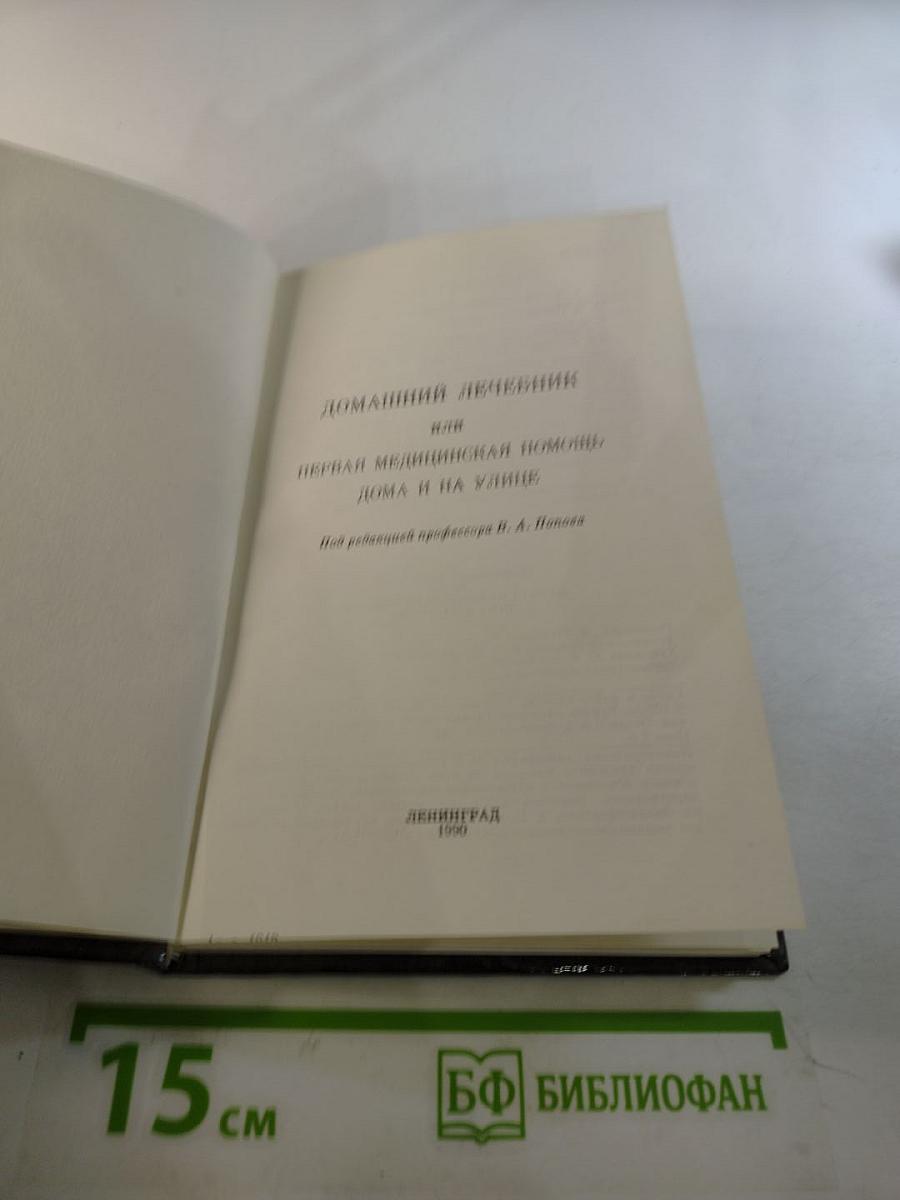 ДОМАШНИЙ ЛЕЧЕБНИК
или
ПЕРВАЯ МЕДИЦИНСКАЯ ПОМОЩЬ
ДОМА И НА УЛИЦЕ
Под редакцией профессора В. А. Попова
ЛЕНИНГРАД
1990
15 см
БФ БИБЛИОФАН